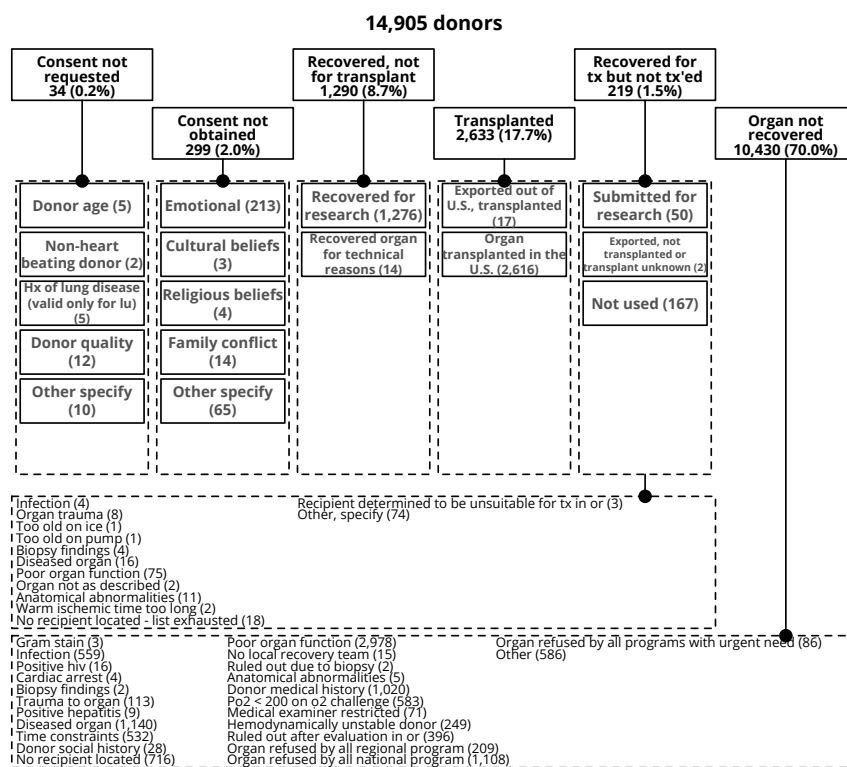 14,905 donors
Consent not
requested
34 (0.2%)
Recovered, not
for transplant
1,290 (8.7%)
Recovered for
tx but not tx'ed
219 (1.5%)
Consent not
obtained
299 (2.0%)
Transplanted
2,633 (17.7%)
Organ not
recovered
10,430 (70.0%)
Donor age (5)
Non-heart
beating donor (2)
Hx of lung disease
(valid only for lu)
(5)
Donor quality
(12)
Other specify
(10)
Emotional (213)
Cultural beliefs
(3)
Religious beliefs
(4)
Family conflict
(14)
Other specify
(65)
Recovered for
research (1,276)
Recovered organ
for technical
reasons (14)
Exported out of
U.S., transplanted
(17)
Organ
transplanted in the
U.S. (2,616)
Submitted for
research (50)
Exported, not
transplanted or
transplant unknown (2)
Not used (167)
Infection (4)
Organ trauma (8)
Too old on ice (1)
Too old on pump (1)
Biopsy findings (4)
Diseased organ (16)
Poor organ function (75)
Organ not as described (2)
Anatomical abnormalities (11)
Warm ischemic time too long (2)
No recipient located - list exhausted (18)
Recipient determined to be unsuitable for tx in or (3)
Other, specify (74)
Gram stain (3)
Infection (559)
Positive hiv (16)
Cardiac arrest (4)
Biopsy findings (2)
Trauma to organ (113)
Positive hepatitis (9)
Diseased organ (1,140)
Time constraints (532)
Donor social history (28)
No recipient located (716)
Poor organ function (2,978)
No local recovery team (15)
Ruled out due to biopsy (2)
Anatomical abnormalities (5)
Donor medical history (1,020)
Po2 < 200 on o2 challenge (583)
Medical examiner restricted (71)
Hemodynamically unstable donor (249)
Ruled out after evaluation in or (396)
Organ refused by all regional program (209)
Organ refused by all national program (1,108)
Organ refused by all programs with urgent need (86)
Other (586)